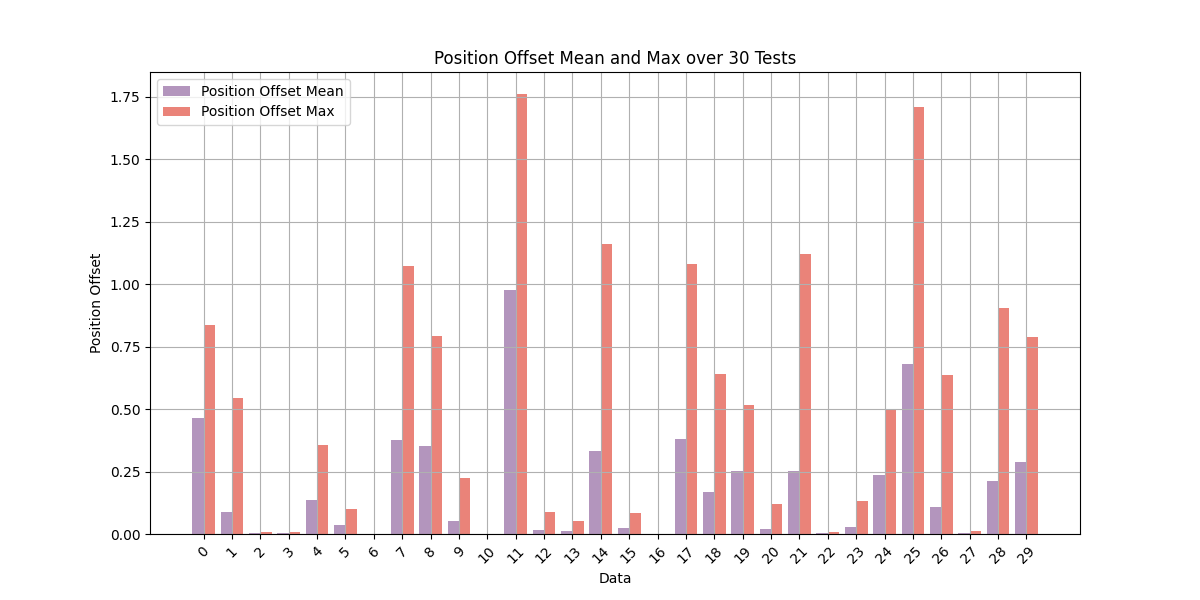 Position Offset Mean and Max over 30 Tests
Position Offset Mean
Position Offset Max
Position Offset
1.75
1.50
1.25
1.00
0.75
0.50
0.25
0.00
0 1 2 3 4 5 6 7 8 9 10 11 12 13 14 15 16 17 18 19 20 21 22 23 24 25 26 27 28 29
Data